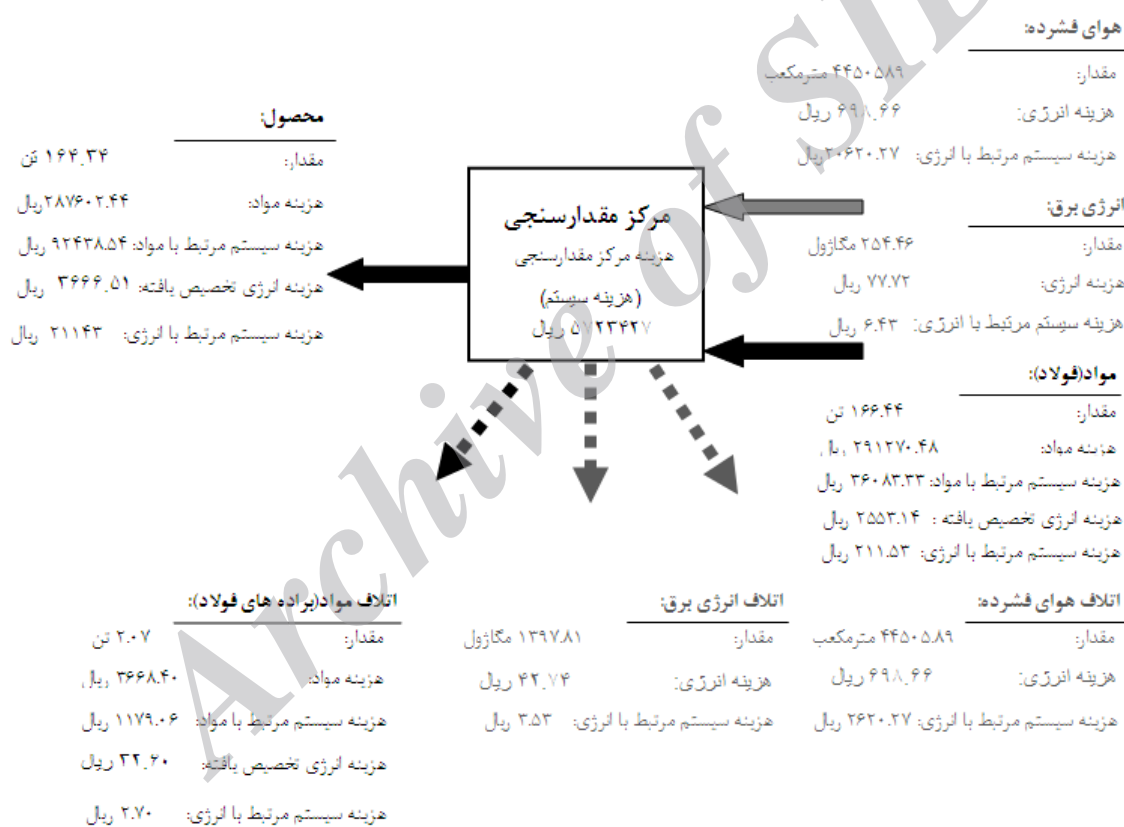 هوای فشرده:
مقدار: ۴۴۵۰۵۸۹ مترمکعب
هزینه انرژی: ۶۹۸.۶۶ ریال
هزینه سیستم مرتبط با انرژی: ۲۰۶۲۰.۲۷ ریال
انرژی برق:
مقدار: ۲۵۴.۴۶ مگاژول
هزینه انرژی: ۷۷.۷۲ ریال
هزینه سیستم مرتبط با انرژی: ۶.۴۳ ریال
مواد(فولاد):
مقدار: ۱۶۶.۴۴ تن
هزینه مواد: ۲۹۱۲۷۰.۴۸ ریال
هزینه سیستم مرتبط با مواد: ۳۶۰۸۳.۳۳ ریال
هزینه انرژی تخصیص یافته : ۲۵۵۳.۱۴ ریال
هزینه سیستم مرتبط با انرژی: ۲۱۱.۵۳ ریال
مرکز مقدارسنجی
هزینه مرکز مقدارسنجی
(هزینه سیستم)
۵۷۲۳۴۲۷ ریال
محصول:
مقدار: ۱۶۴.۳۴ تن
هزینه مواد: ۲۸۷۶۰۲.۴۴ ریال
هزینه سیستم مرتبط با مواد: ۹۲۴۳۸.۵۴ ریال
هزینه انرژی تخصیص یافته: ۳۶۶۶.۵۱ ریال
هزینه سیستم مرتبط با انرژی: ۲۱۱۴۳ ریال
اتلاف هوای فشرده:
مقدار: ۴۴۵۰۵.۸۹ مترمکعب
هزینه انرژی: ۶۹۸.۶۶ ریال
هزینه سیستم مرتبط با انرژی: ۲۶۲۰.۲۷ ریال
اتلاف انرژی برق:
مقدار: ۱۳۹۷.۸۱ مگاژول
هزینه انرژی: ۴۲.۷۴ ریال
هزینه سیستم مرتبط با انرژی: ۳.۵۳ ریال
اتلاف مواد(براده های فولاد):
مقدار: ۲.۰۷ تن
هزینه مواد: ۳۶۶۸.۴۰ ریال
هزینه سیستم مرتبط با مواد: ۱۱۷۹.۰۶ ریال
هزینه انرژی تخصیص یافته: ۳۲.۶۰ ریال
هزینه سیستم مرتبط با انرژی: ۲.۷۰ ریال
Archive of SI